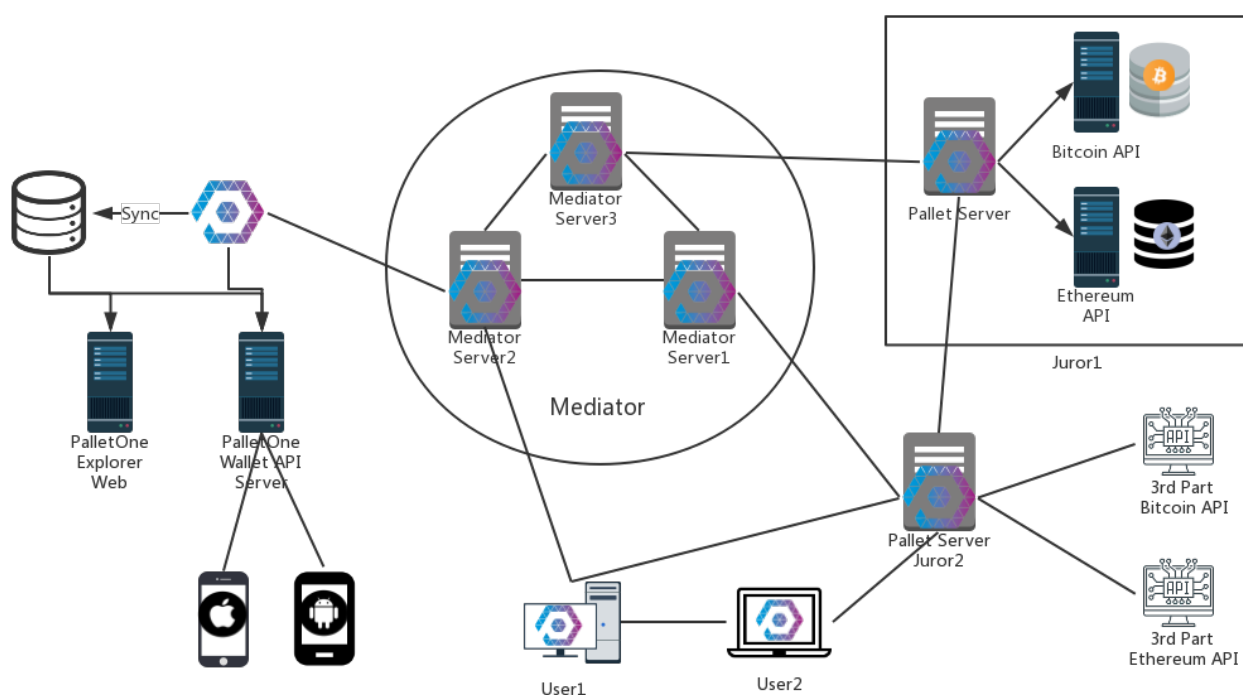 Bitcoin API
Mediator
Server3
Pallet Server
Sync
Ethereum
API
Mediator
Server2
Mediator
Server1
Juror1
Mediator
PalletOne
Explorer
Web
PalletOne
Wallet API
Server
API
3rd Part
Bitcoin API
Pallet Server
Juror2
API
3rd Part
Ethereum API
User1
User2